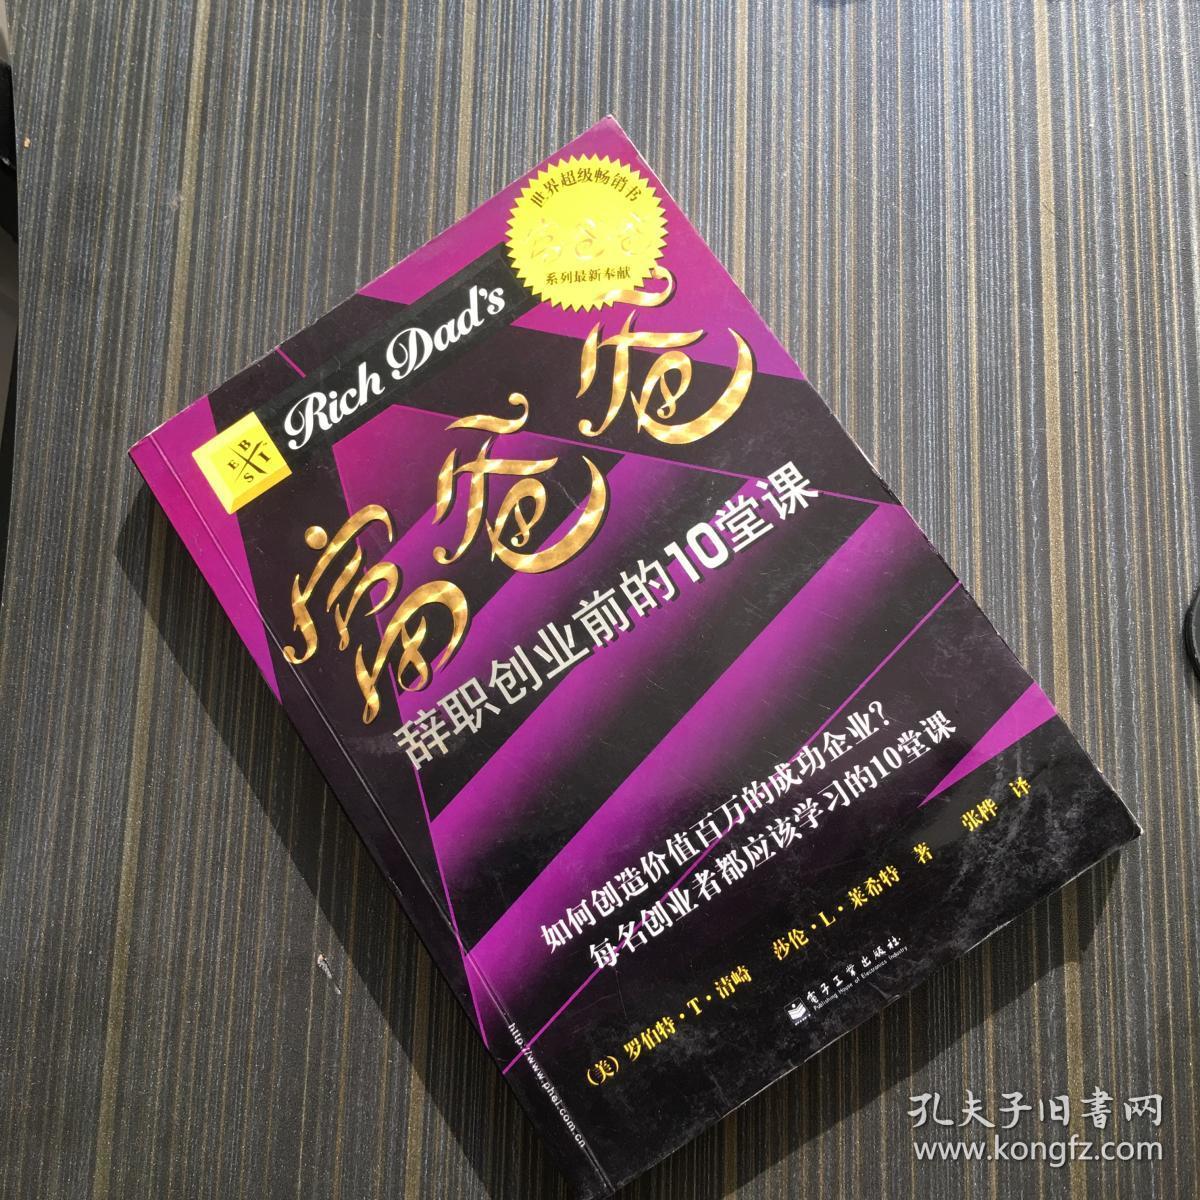 世界超级畅销书
富爸爸
系列最新奉献
Rich Dad's
E B
S I
富爸爸
辞职创业前的10堂课
如何创造价值百万的成功企业?
每名创业者都应该学习的10堂课
(美) 罗伯特·T·清崎 莎伦·L·莱希特 著
张桦 译
電子工業出版社
Publishing House of Electronics Industry
http://www.phei.com.cn
孔夫子旧書网
www.kongfz.com